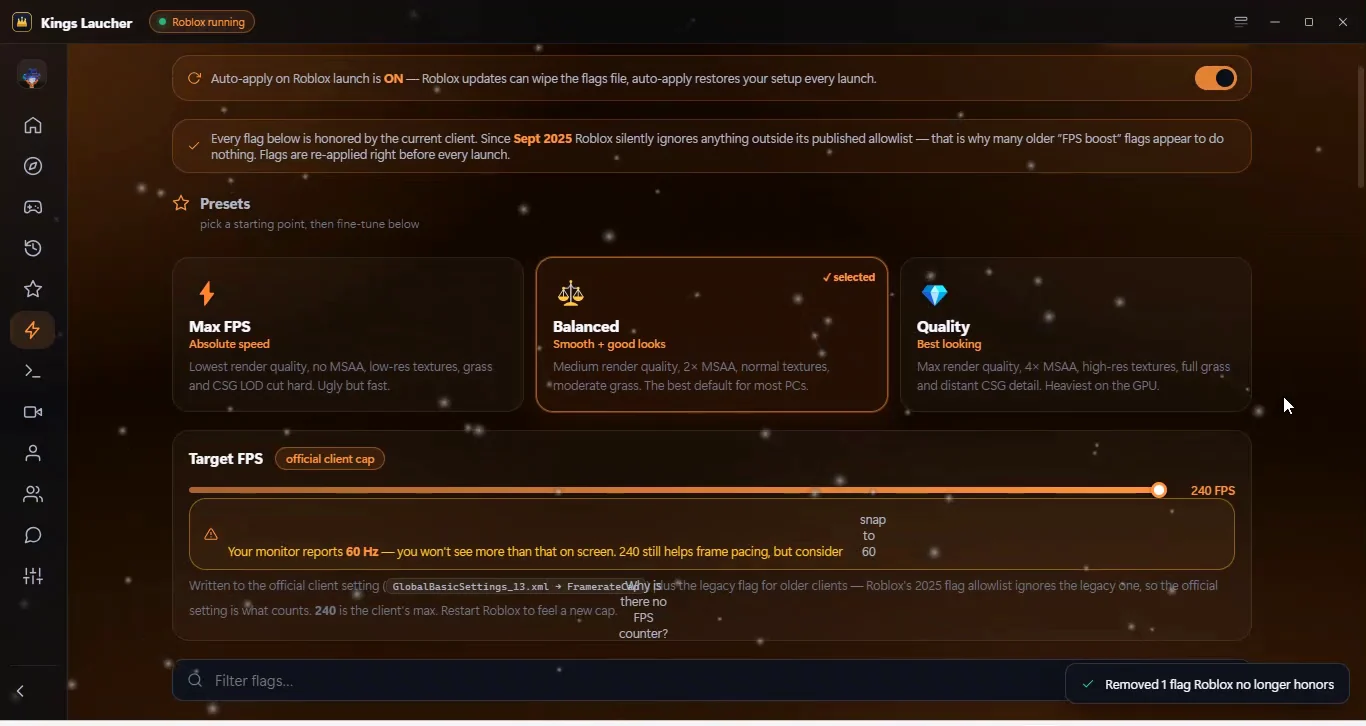 Kings Laucher
Roblox running
Auto-apply on Roblox launch is ON — Roblox updates can wipe the flags file, auto-apply restores your setup every launch.
Every flag below is honored by the current client. Since Sept 2025 Roblox silently ignores anything outside its published allowlist — that is why many older "FPS boost" flags appear to do
nothing. Flags are re-applied right before every launch.
Presets
pick a starting point, then fine-tune below
Max FPS
Absolute speed
Lowest render quality, no MSAA, low-res textures, grass
and CSG LOD cut hard. Ugly but fast.
✓ selected
Balanced
Smooth + good looks
Medium render quality, 2× MSAA, normal textures,
moderate grass. The best default for most PCs.
Quality
Best looking
Max render quality, 4× MSAA, high-res textures, full grass
and distant CSG detail. Heaviest on the GPU.
Target FPS
official client cap
240 FPS
Your monitor reports 60 Hz — you won't see more than that on screen. 240 still helps frame pacing, but consider
snap
to
60
Written to the official client setting (GlobalBasicSettings_13.xml → plus the legacy flag for older clients — Roblox's 2025 flag allowlist ignores the legacy one, so the official
setting is what counts. 240 is the client's max. Restart Roblox to feel a new cap.
Why is
there no
FPS
counter?
Filter flags...
Removed 1 flag Roblox no longer honors